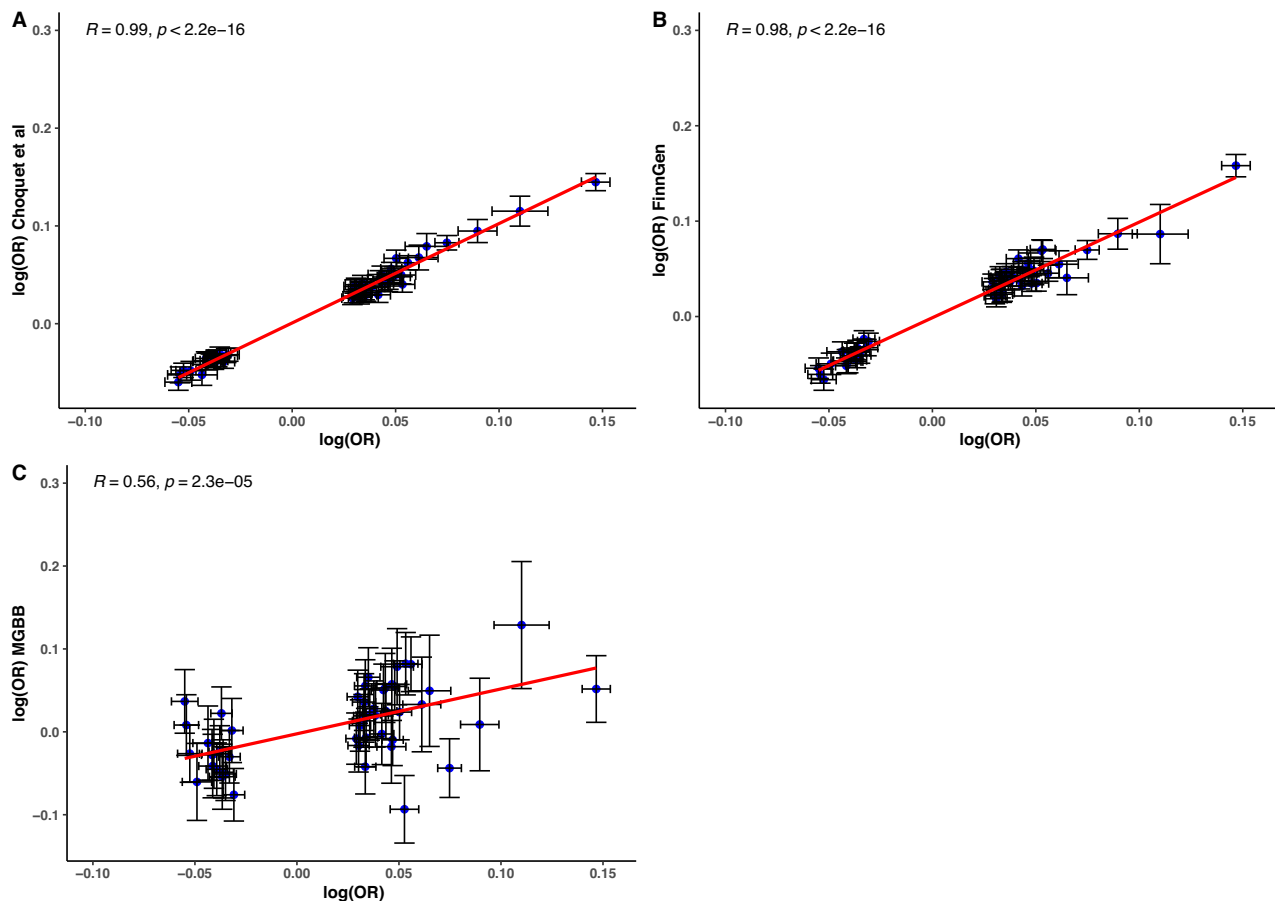 A
R = 0.99, p < 2.2e−16
0.3
0.2
0.1
0.0
log(OR) Choquet et al
−0.10
−0.05
0.00
0.05
0.10
0.15
log(OR)
B
R = 0.98, p < 2.2e−16
0.3
0.2
0.1
0.0
log(OR) FinnGen
−0.10
−0.05
0.00
0.05
0.10
0.15
log(OR)
C
R = 0.56, p = 2.3e−05
0.3
0.2
0.1
0.0
−0.1
log(OR) MGBB
−0.10
−0.05
0.00
0.05
0.10
0.15
log(OR)